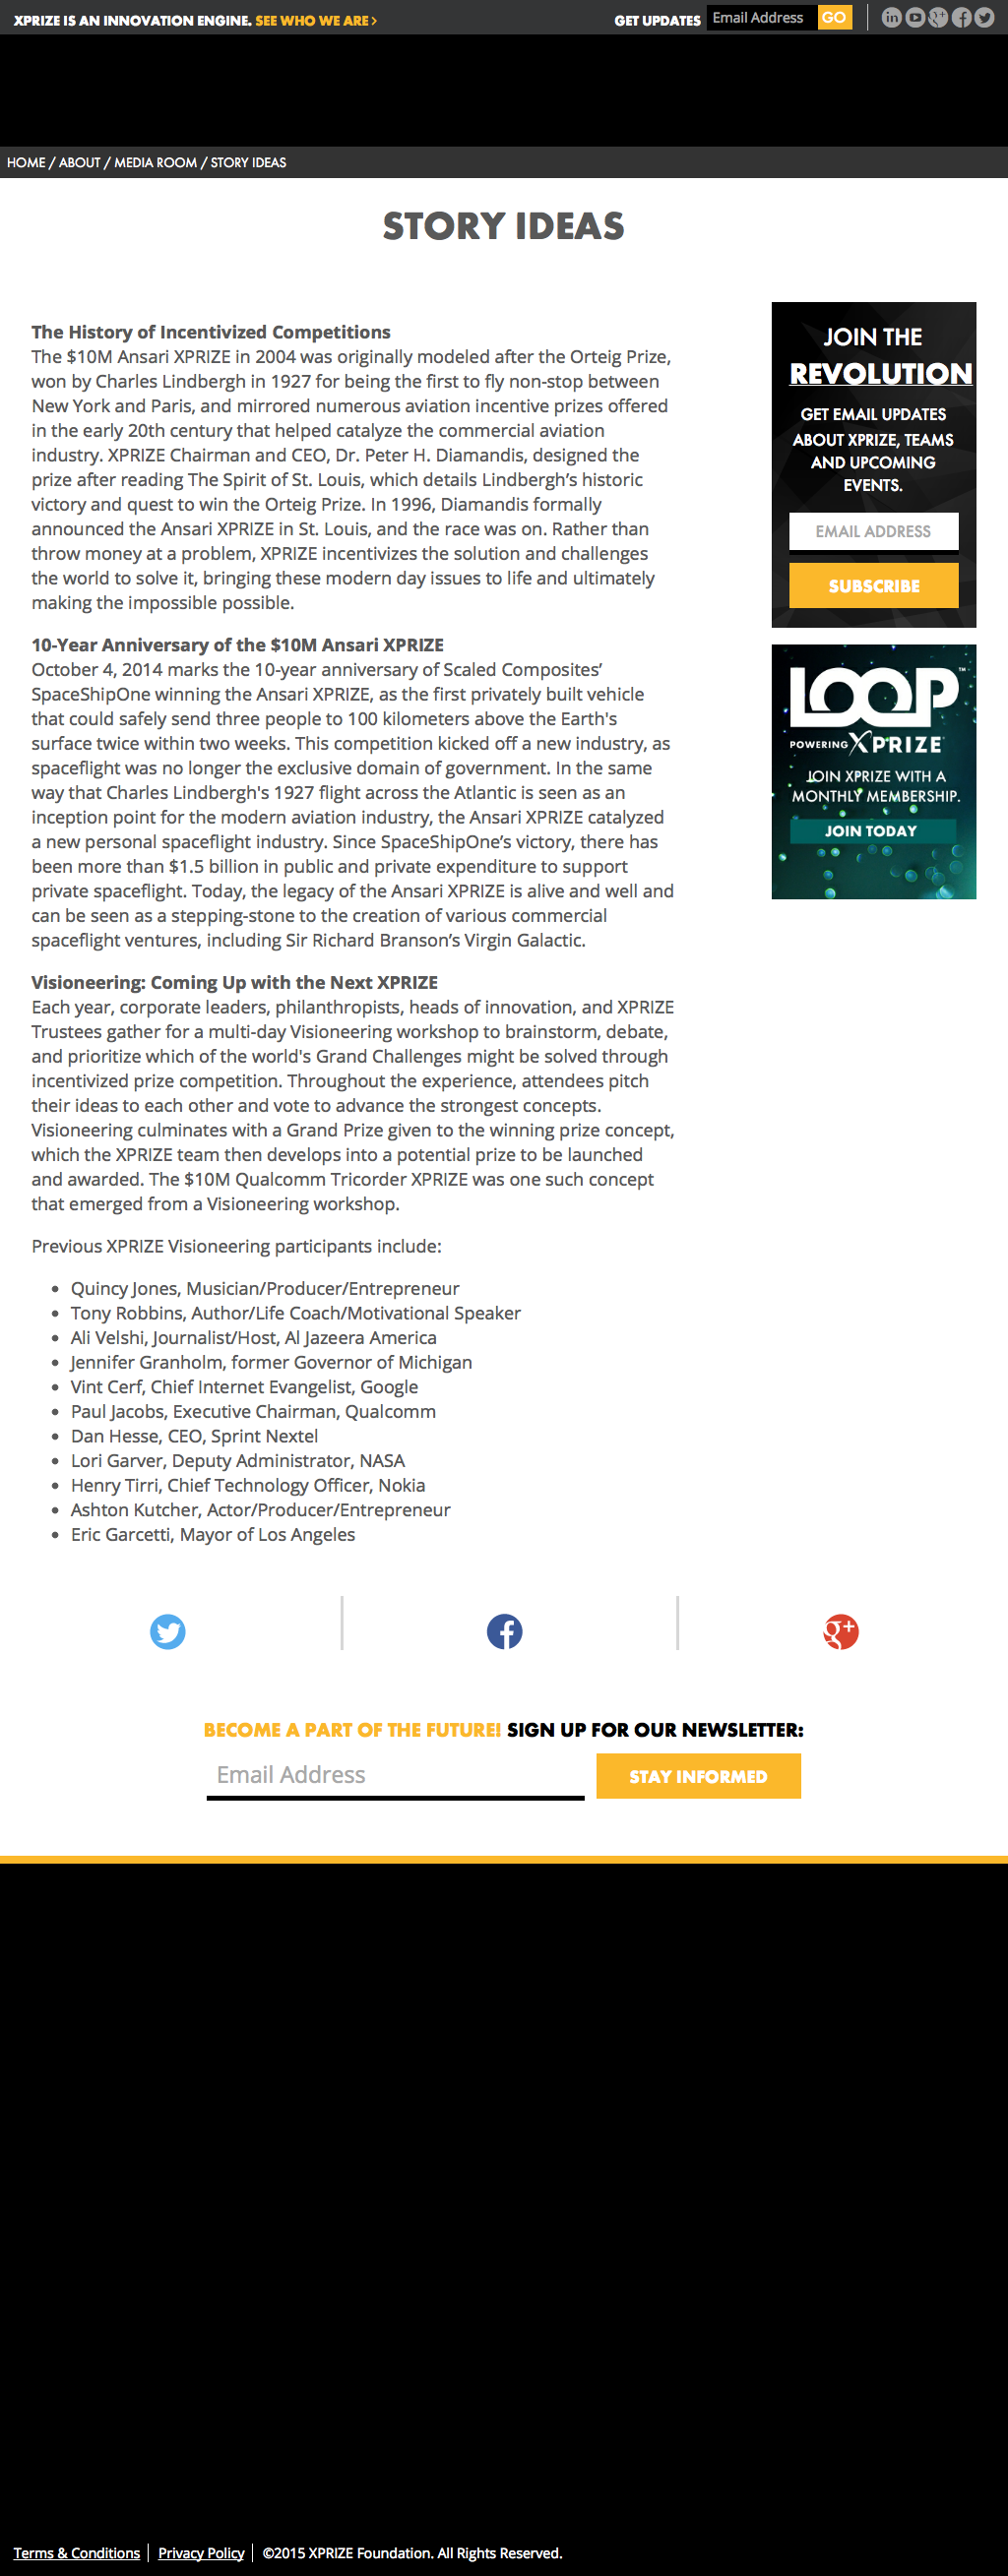 XPRIZE IS AN INNOVATION ENGINE. SEE WHO WE ARE >
GET UPDATES Email Address GO
HOME / ABOUT / MEDIA ROOM / STORY IDEAS
STORY IDEAS
The History of Incentivized Competitions
The $10M Ansari XPRIZE in 2004 was originally modeled after the Orteig Prize,
won by Charles Lindbergh in 1927 for being the first to fly non-stop between
New York and Paris, and mirrored numerous aviation incentive prizes offered
in the early 20th century that helped catalyze the commercial aviation
industry. XPRIZE Chairman and CEO, Dr. Peter H. Diamandis, designed the
prize after reading The Spirit of St. Louis, which details Lindbergh’s historic
victory and quest to win the Orteig Prize. In 1996, Diamandis formally
announced the Ansari XPRIZE in St. Louis, and the race was on. Rather than
throw money at a problem, XPRIZE incentivizes the solution and challenges
the world to solve it, bringing these modern day issues to life and ultimately
making the impossible possible.
10-Year Anniversary of the $10M Ansari XPRIZE
October 4, 2014 marks the 10-year anniversary of Scaled Composites’
SpaceShipOne winning the Ansari XPRIZE, as the first privately built vehicle
that could safely send three people to 100 kilometers above the Earth's
surface twice within two weeks. This competition kicked off a new industry, as
spaceflight was no longer the exclusive domain of government. In the same
way that Charles Lindbergh's 1927 flight across the Atlantic is seen as an
inception point for the modern aviation industry, the Ansari XPRIZE catalyzed
a new personal spaceflight industry. Since SpaceShipOne’s victory, there has
been more than $1.5 billion in public and private expenditure to support
private spaceflight. Today, the legacy of the Ansari XPRIZE is alive and well and
can be seen as a stepping-stone to the creation of various commercial
spaceflight ventures, including Sir Richard Branson’s Virgin Galactic.
Visioneering: Coming Up with the Next XPRIZE
Each year, corporate leaders, philanthropists, heads of innovation, and XPRIZE
Trustees gather for a multi-day Visioneering workshop to brainstorm, debate,
and prioritize which of the world's Grand Challenges might be solved through
incentivized prize competition. Throughout the experience, attendees pitch
their ideas to each other and vote to advance the strongest concepts.
Visioneering culminates with a Grand Prize given to the winning prize concept,
which the XPRIZE team then develops into a potential prize to be launched
and awarded. The $10M Qualcomm Tricorder XPRIZE was one such concept
that emerged from a Visioneering workshop.
Previous XPRIZE Visioneering participants include:
• Quincy Jones, Musician/Producer/Entrepreneur
• Tony Robbins, Author/Life Coach/Motivational Speaker
• Ali Velshi, Journalist/Host, Al Jazeera America
• Jennifer Granholm, former Governor of Michigan
• Vint Cerf, Chief Internet Evangelist, Google
• Paul Jacobs, Executive Chairman, Qualcomm
• Dan Hesse, CEO, Sprint Nextel
• Lori Garver, Deputy Administrator, NASA
• Henry Tirri, Chief Technology Officer, Nokia
• Ashton Kutcher, Actor/Producer/Entrepreneur
• Eric Garcetti, Mayor of Los Angeles
JOIN THE
REVOLUTION
GET EMAIL UPDATES
ABOUT XPRIZE, TEAMS
AND UPCOMING
EVENTS.
EMAIL ADDRESS
SUBSCRIBE
LOOP™
POWERING XPRIZE
JOIN XPRIZE WITH A
MONTHLY MEMBERSHIP.
JOIN TODAY
BECOME A PART OF THE FUTURE! SIGN UP FOR OUR NEWSLETTER:
Email Address
STAY INFORMED
Terms & Conditions | Privacy Policy | ©2015 XPRIZE Foundation. All Rights Reserved.